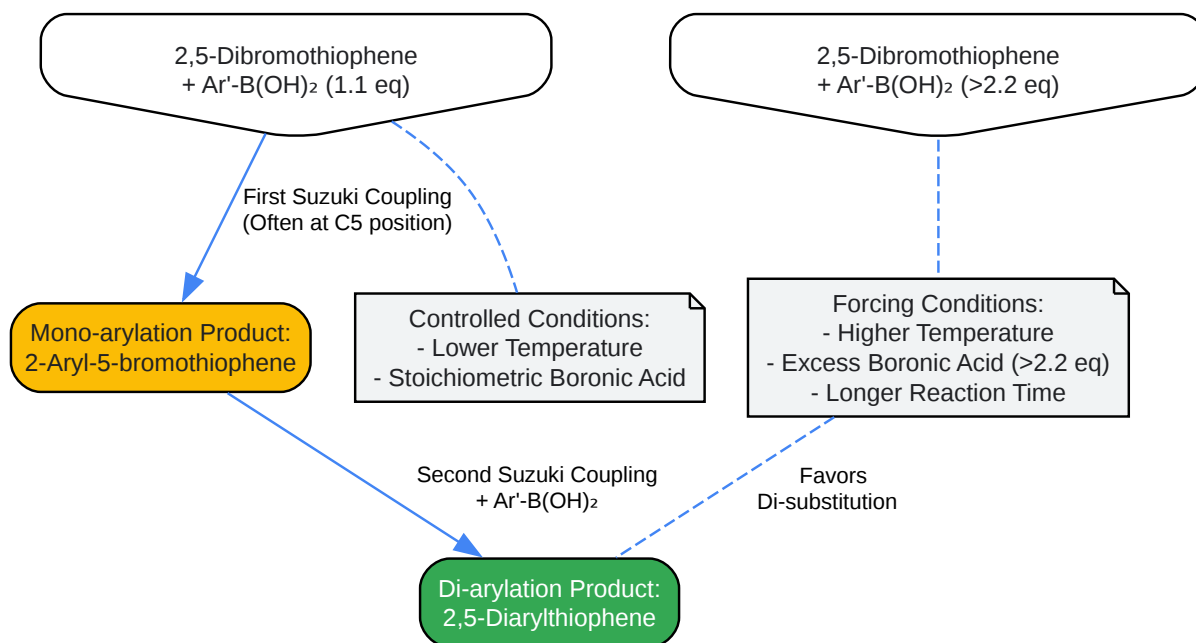 2,5-Dibromothiophene
+ Ar'-B(OH)₂ (1.1 eq)
2,5-Dibromothiophene
+ Ar'-B(OH)₂ (>2.2 eq)
First Suzuki Coupling
(Often at C5 position)
Mono-arylation Product:
2-Aryl-5-bromothiophene
Controlled Conditions:
- Lower Temperature
- Stoichiometric Boronic Acid
Forcing Conditions:
- Higher Temperature
- Excess Boronic Acid (>2.2 eq)
- Longer Reaction Time
Second Suzuki Coupling
+ Ar'-B(OH)₂
Favors
Di-substitution
Di-arylation Product:
2,5-Diarylthiophene